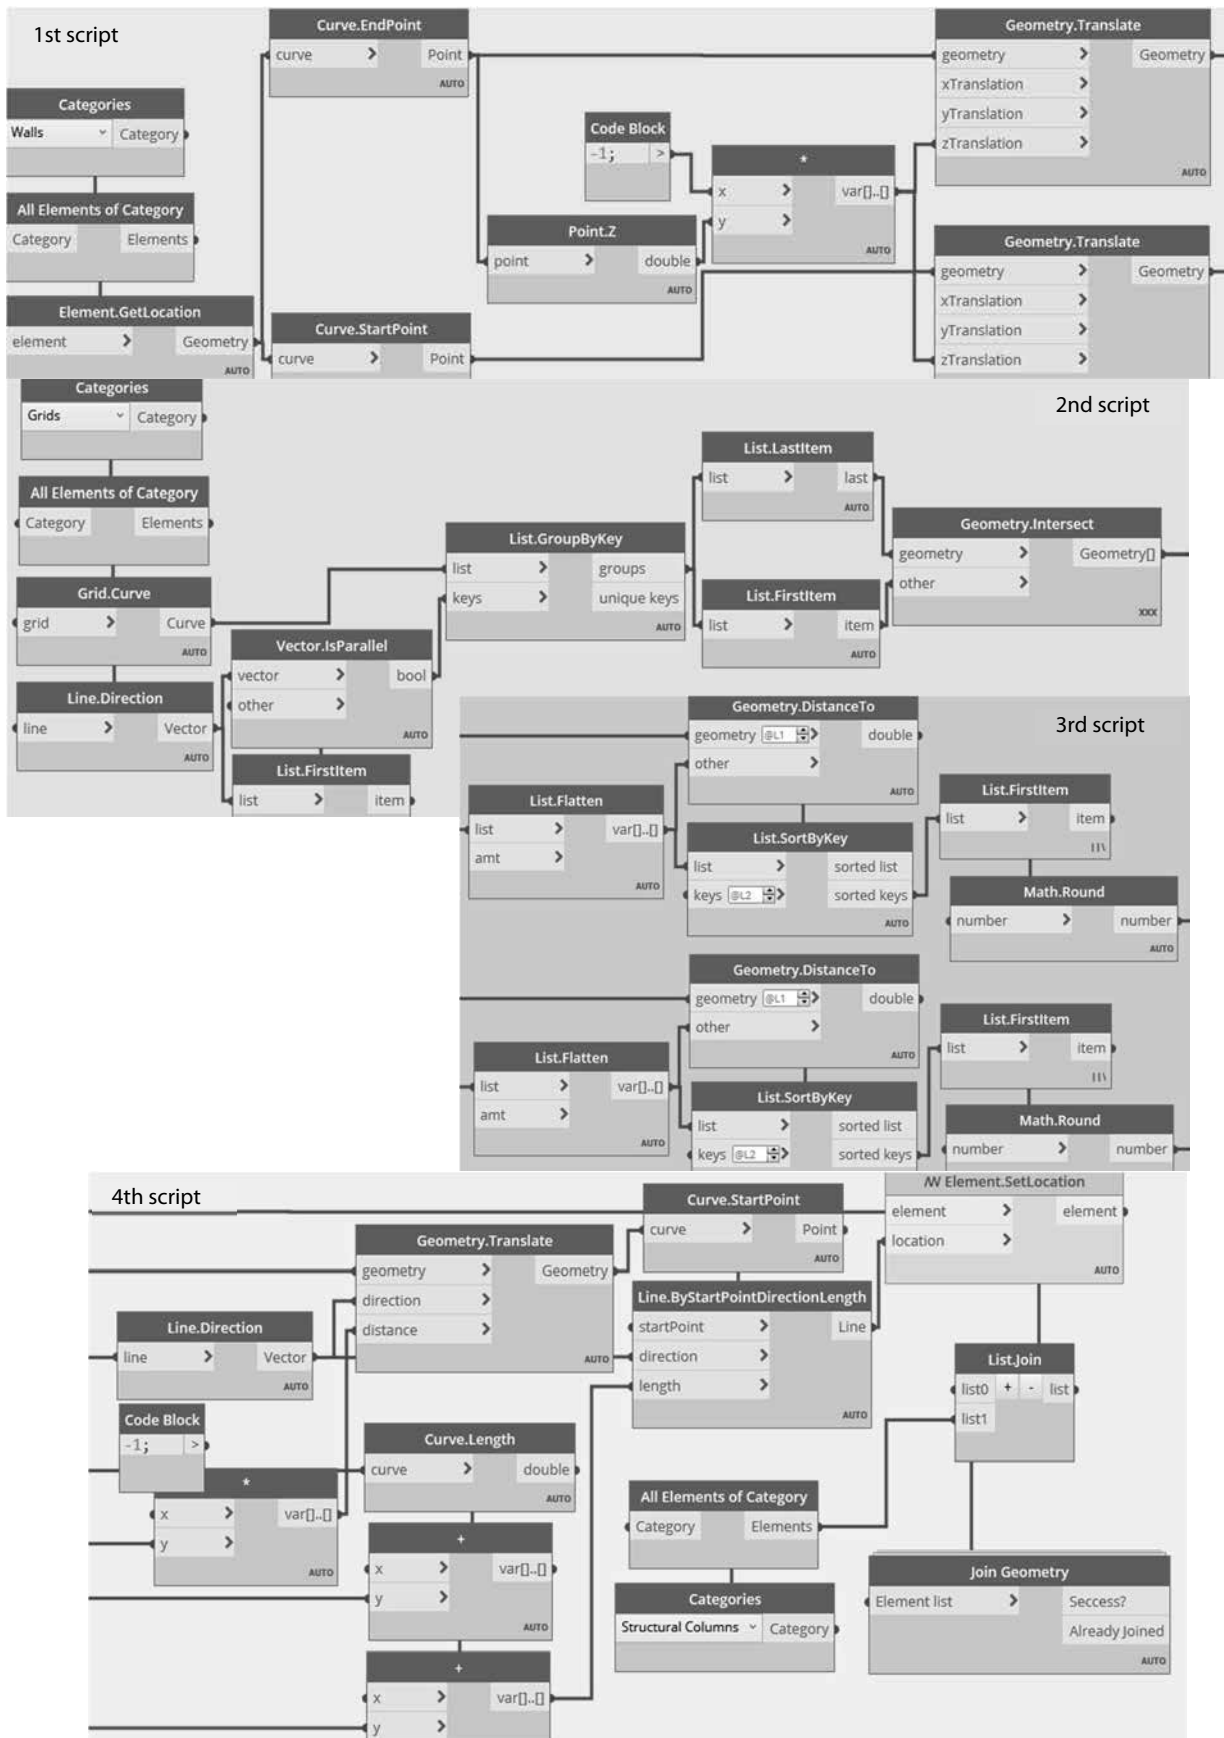 1st script
Curve.EndPoint
curve > Point
AUTO
Categories
Walls Category
All Elements of Category
Category Elements
Element.GetLocation
element > Geometry
AUTO
Curve.StartPoint
curve > Point
AUTO
Code Block
-1; >
Point.Z
point > double
AUTO
*
x > var[]..[]
y >
AUTO
Geometry.Translate
geometry > Geometry
xTranslation >
yTranslation >
zTranslation >
AUTO
Geometry.Translate
geometry > Geometry
xTranslation >
yTranslation >
zTranslation >
2nd script
Categories
Grids Category
All Elements of Category
Category Elements
Grid.Curve
grid > Curve
AUTO
Line.Direction
line > Vector
AUTO
Vector.IsParallel
vector > bool
other >
AUTO
List.FirstItem
list > item
List.GroupByKey
list > groups
keys > unique keys
AUTO
List.LastItem
list > last
AUTO
List.FirstItem
list > item
AUTO
Geometry.Intersect
geometry > Geometry[]
other >
XXX
3rd script
Geometry.DistanceTo
geometry @L1 > double
other >
AUTO
List.Flatten
list > var[]..[]
amt >
AUTO
List.SortByKey
list > sorted list
keys @L2 > sorted keys
AUTO
List.FirstItem
list > item
||\
Math.Round
number > number
AUTO
Geometry.DistanceTo
geometry @L1 > double
other >
AUTO
List.Flatten
list > var[]..[]
amt >
AUTO
List.SortByKey
list > sorted list
keys @L2 > sorted keys
List.FirstItem
list > item
||\
Math.Round
number > number
4th script
Geometry.Translate
geometry > Geometry
direction >
distance >
AUTO
Line.Direction
line > Vector
AUTO
Code Block
-1; >
*
x > var[]..[]
y >
AUTO
Curve.Length
curve > double
AUTO
+
x > var[]..[]
y >
AUTO
+
x > var[]..[]
y >
Curve.StartPoint
curve > Point
AUTO
Line.ByStartPointDirectionLength
startPoint > Line
direction >
length >
AUTO
Element.SetLocation
element > element
location >
AUTO
List.Join
list0 + - list
list1
All Elements of Category
Category Elements
Categories
Structural Columns Category
Join Geometry
Element list > Seccess?
Already Joined
AUTO